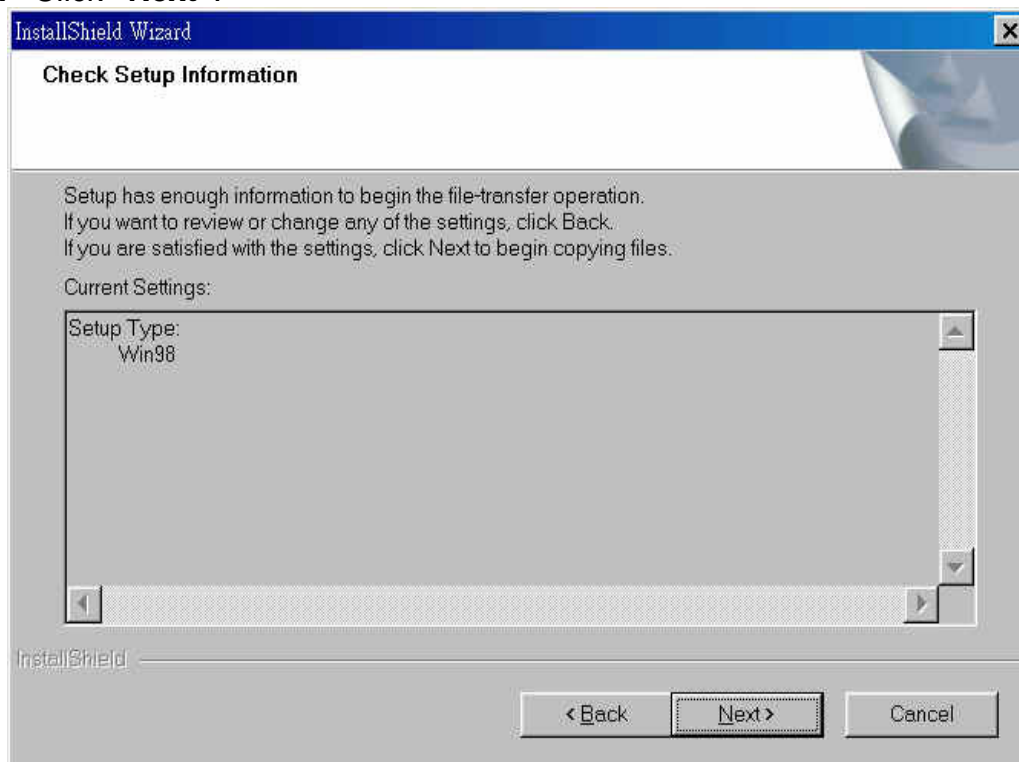 InstallShield Wizard
Check Setup Information
Setup has enough information to begin the file-transfer operation.
If you want to review or change any of the settings, click Back.
If you are satisfied with the settings, click Next to begin copying files.
Current Settings:
Setup Type:
Win98
InstallShield
< Back Next > Cancel